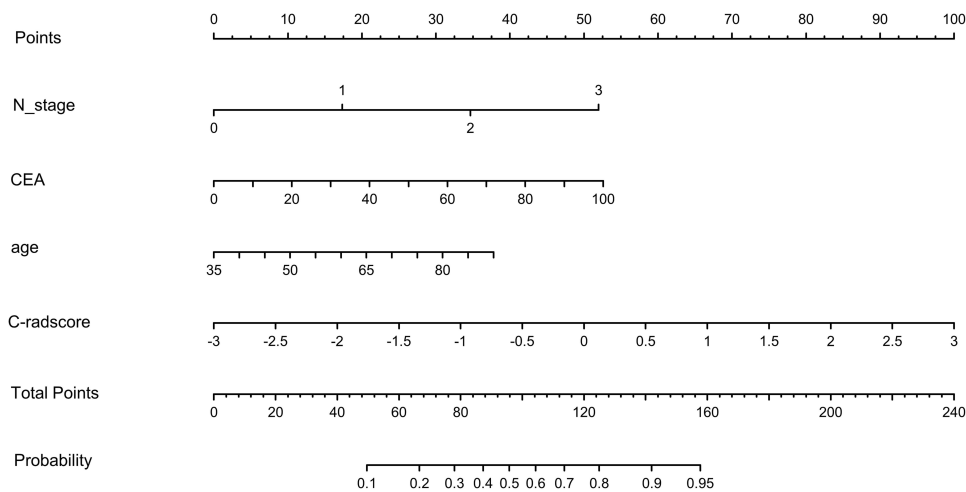 0 10 20 30 40 50 60 70 80 90 100
Points
1 3
N_stage
0 2
CEA
0 20 40 60 80 100
age
35 50 65 80
C-radscore
-3 -2.5 -2 -1.5 -1 -0.5 0 0.5 1 1.5 2 2.5 3
Total Points
0 20 40 60 80 120 160 200 240
Probability
0.1 0.2 0.3 0.4 0.5 0.6 0.7 0.8 0.9 0.95